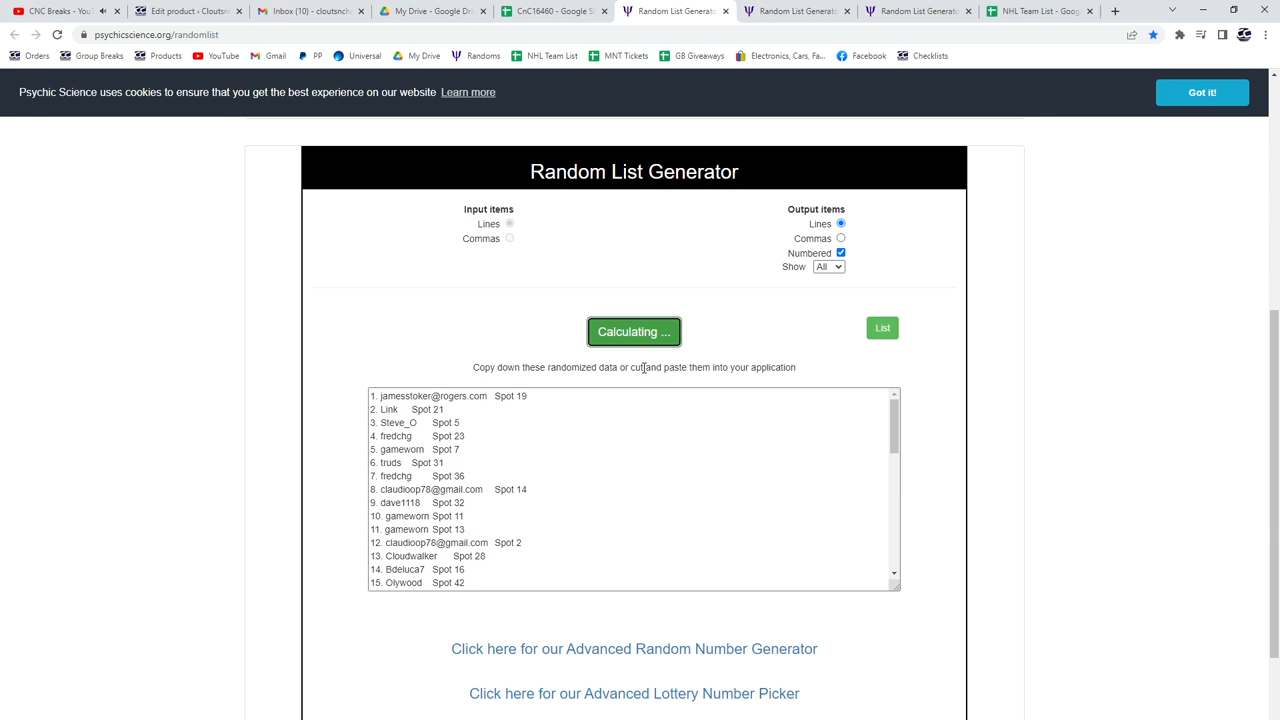 CNC Breaks - YouT
Edit product • Cloutsn
Inbox (10) - cloutsnch
My Drive - Google Dri
CnC16460 - Google S
Random List Generato
Random List Generato
Random List Generato
NHL Team List - Goog
psychicscience.org/randomlist
Orders
Group Breaks
Products
YouTube
Gmail
PP
Universal
My Drive
Randoms
NHL Team List
MNT Tickets
GB Giveaways
Electronics, Cars, Fa...
Facebook
Checklists
Psychic Science uses cookies to ensure that you get the best experience on our website Learn more
Got it!
Random List Generator
Input items
Lines
Commas
Output items
Lines
Commas
Numbered
Show All
Calculating ...
List
Copy down these randomized data or cut and paste them into your application
1. jamesstoker@rogers.com Spot 19
2. Link Spot 21
3. Steve_O Spot 5
4. fredchg Spot 23
5. gameworn Spot 7
6. truds Spot 31
7. fredchg Spot 36
8. claudioop78@gmail.com Spot 14
9. dave1118 Spot 32
10. gameworn Spot 11
11. gameworn Spot 13
12. claudioop78@gmail.com Spot 2
13. Cloudwalker Spot 28
14. Bdeluca7 Spot 16
15. Olywood Spot 42
Click here for our Advanced Random Number Generator
Click here for our Advanced Lottery Number Picker